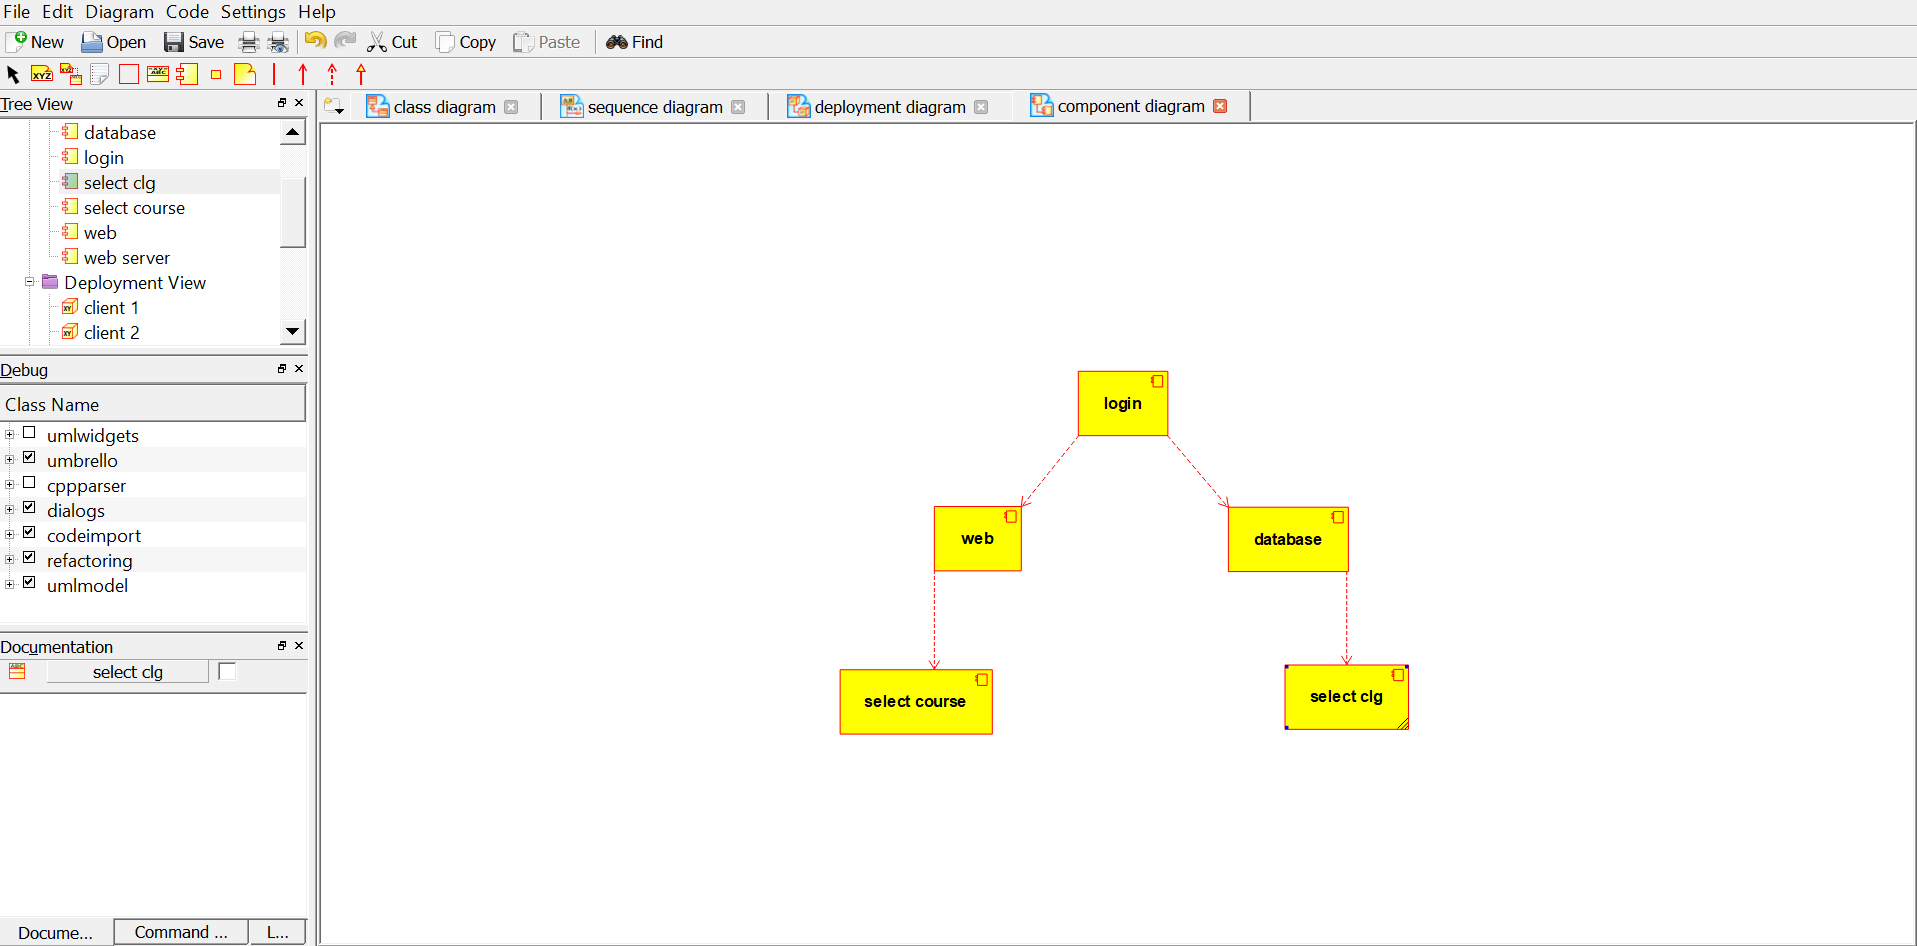 File Edit Diagram Code Settings Help
New Open Save Cut Copy Paste Find
Tree View
class diagram sequence diagram deployment diagram component diagram
database
login
select clg
select course
web
web server
Deployment View
client 1
client 2
Debug
Class Name
umlwidgets
umbrello
cppparser
dialogs
codeimport
refactoring
umlmodel
Documentation
select clg
Docume... Command ... L...
login
web
database
select course
select clg